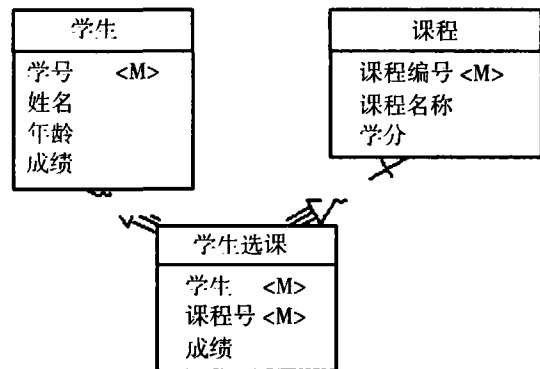 学生
学号 <M>
姓名
年龄
成绩
课程
课程编号 <M>
课程名称
学分
学生选课
学生 <M>
课程号 <M>
成绩